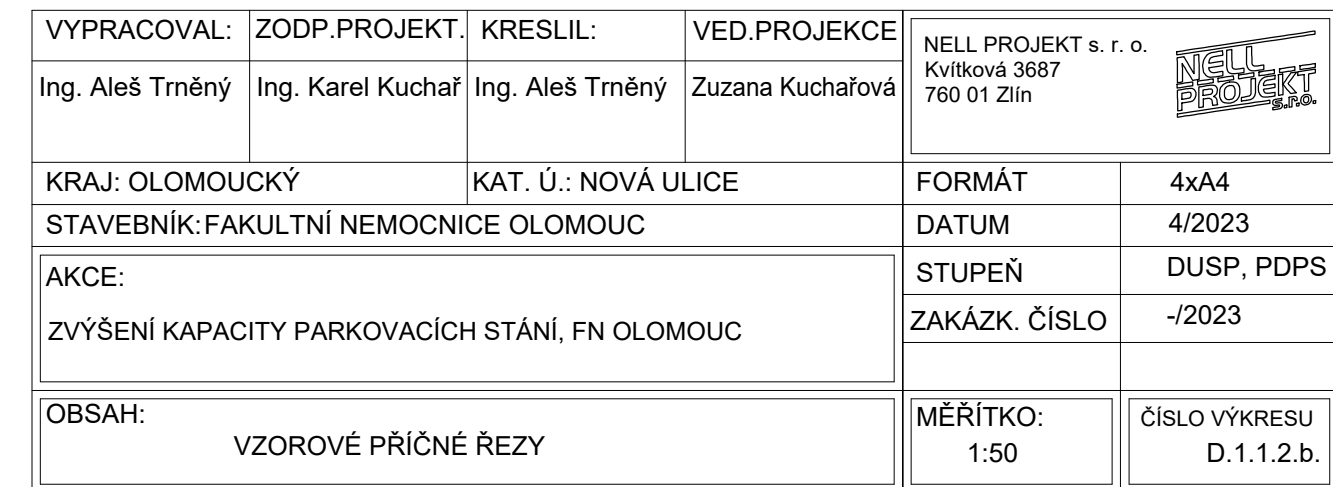 VYPRACOVAL: ZODP.PROJEKT. KRESLIL: VED.PROJEKCE
Ing. Aleš Trněný Ing. Karel Kuchař Ing. Aleš Trněný Zuzana Kuchařová
NELL PROJEKT s. r. o.
Kvítková 3687
760 01 Zlín
NELL
PROJEKT
s.r.o.
KRAJ: OLOMOUCKÝ KAT. Ú.: NOVÁ ULICE FORMÁT 4xA4
STAVEBNÍK: FAKULTNÍ NEMOCNICE OLOMOUC DATUM 4/2023
AKCE: STUPEŇ DUSP, PDPS
ZVÝŠENÍ KAPACITY PARKOVACÍCH STÁNÍ, FN OLOMOUC ZAKÁZK. ČÍSLO -/2023
OBSAH: MĚŘÍTKO: ČÍSLO VÝKRESU
VZOROVÉ PŘÍČNÉ ŘEZY 1:50 D.1.1.2.b.